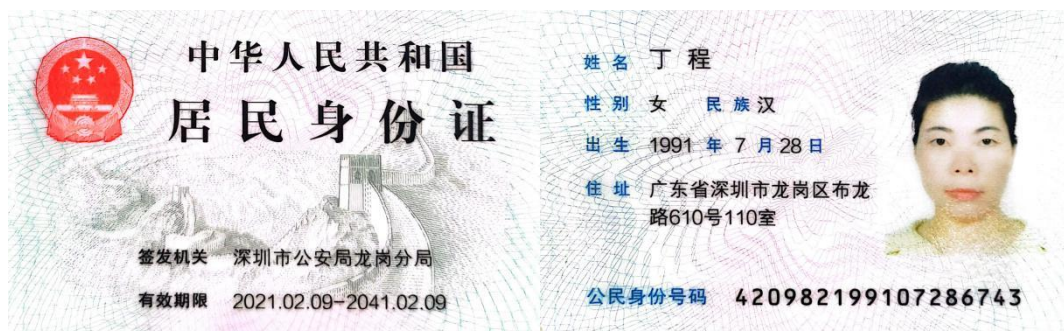 中华人民共和国
居民身份证
签发机关 深圳市公安局龙岗分局
有效期限 2021.02.09-2041.02.09
姓名 丁程
性别 女 民族 汉
出生 1991 年 7 月 28 日
住址 广东省深圳市龙岗区布龙
路610号110室
公民身份号码 420982199107286743